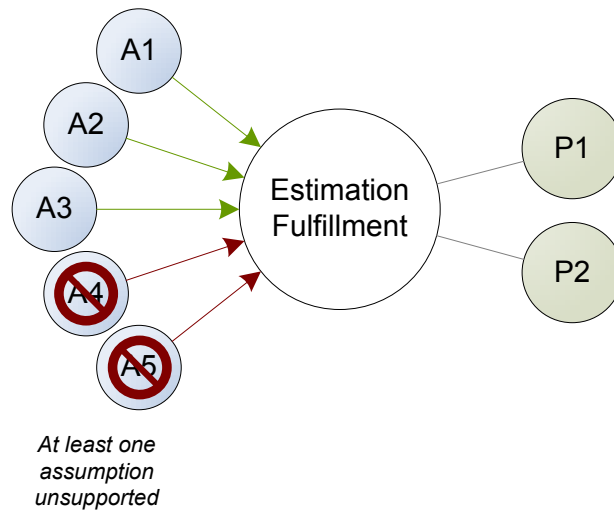 A1
A2
A3
A4
A5
Estimation
Fulfillment
P1
P2
At least one
assumption
unsupported